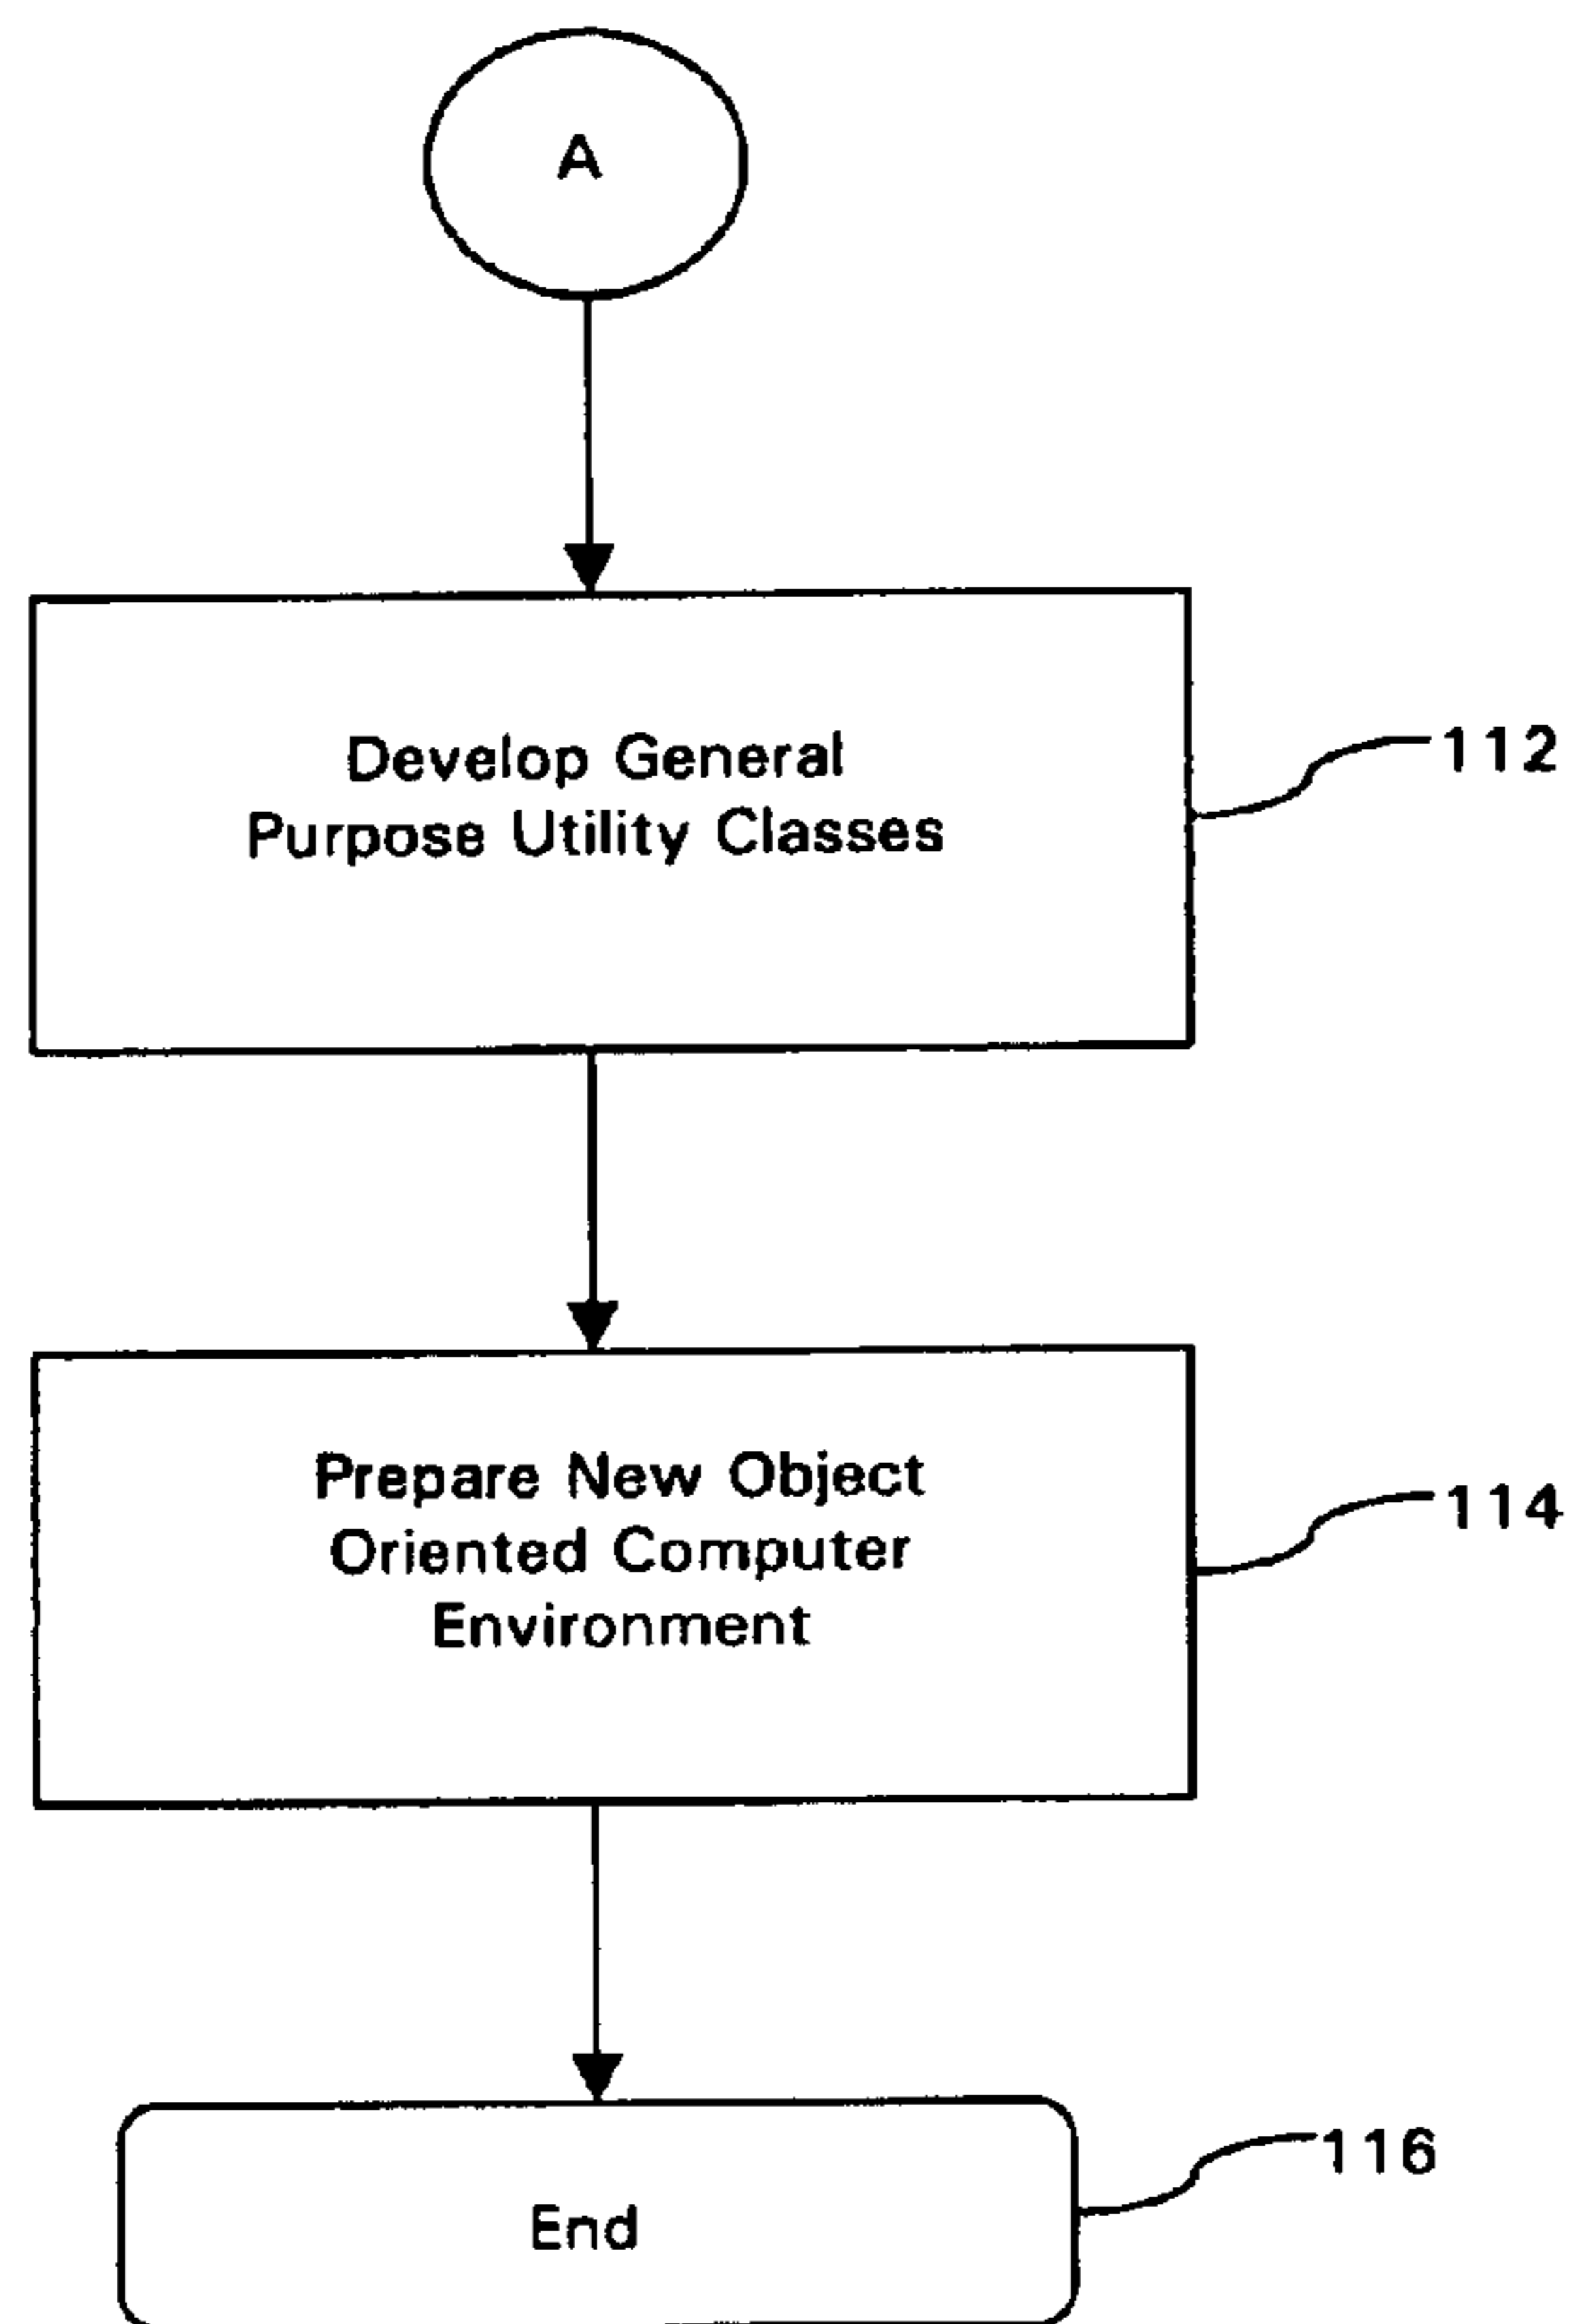 A
Develop General
Purpose Utility Classes
112
Prepare New Object
Oriented Computer
Environment
114
End
116